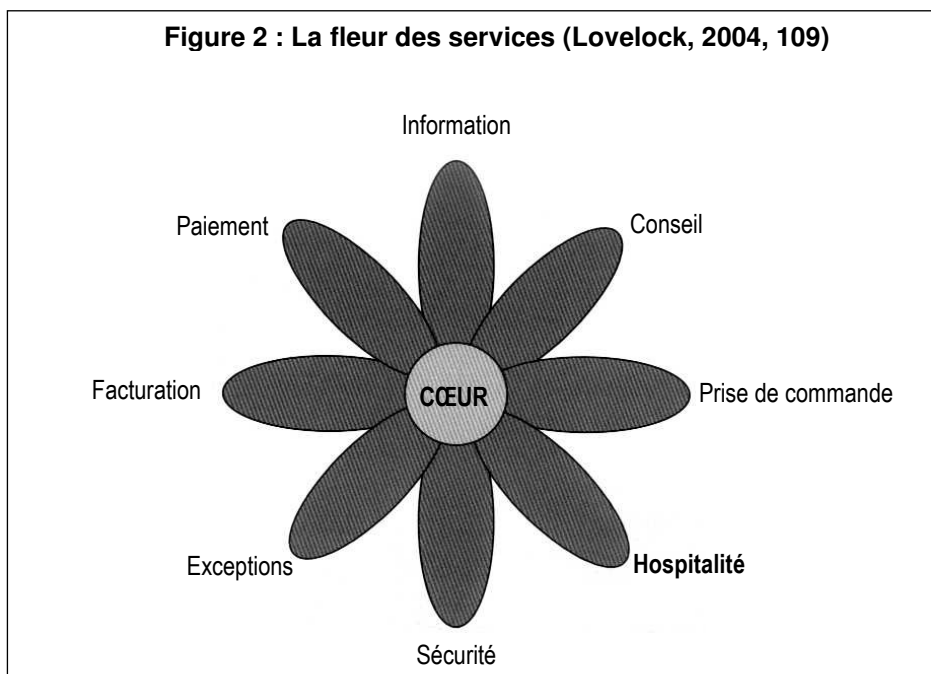 Figure 2 : La fleur des services (Lovelock, 2004, 109)
Information
Paiement
Conseil
Facturation
CŒUR
Prise de commande
Exceptions
Hospitalité
Sécurité